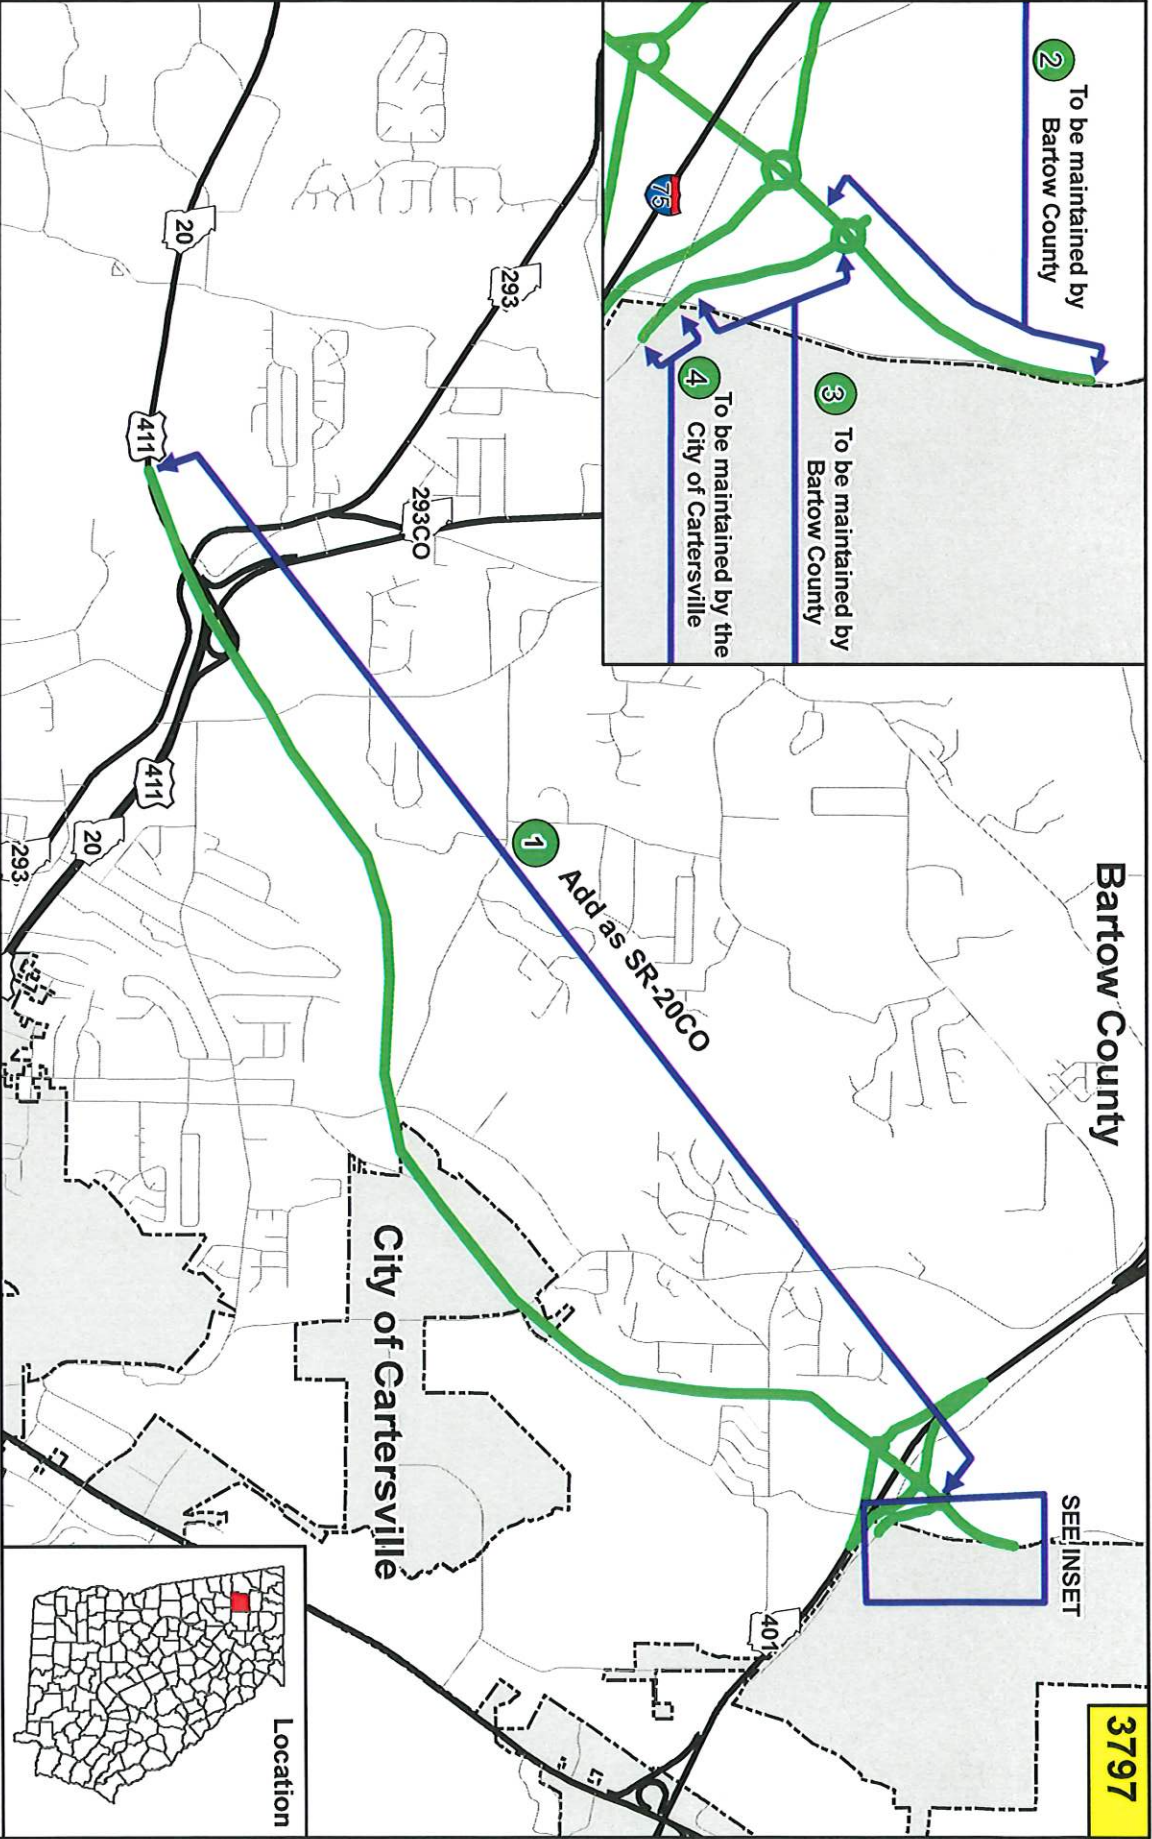 2
To be maintained by
Bartow County
75
3
To be maintained by
Bartow County
4
To be maintained by the
City of Cartersville
Bartow County
3797
SEE INSET
1
Add as SR-20CO
City of Cartersville
20
293
411
293CO
411
20
293
401
Location